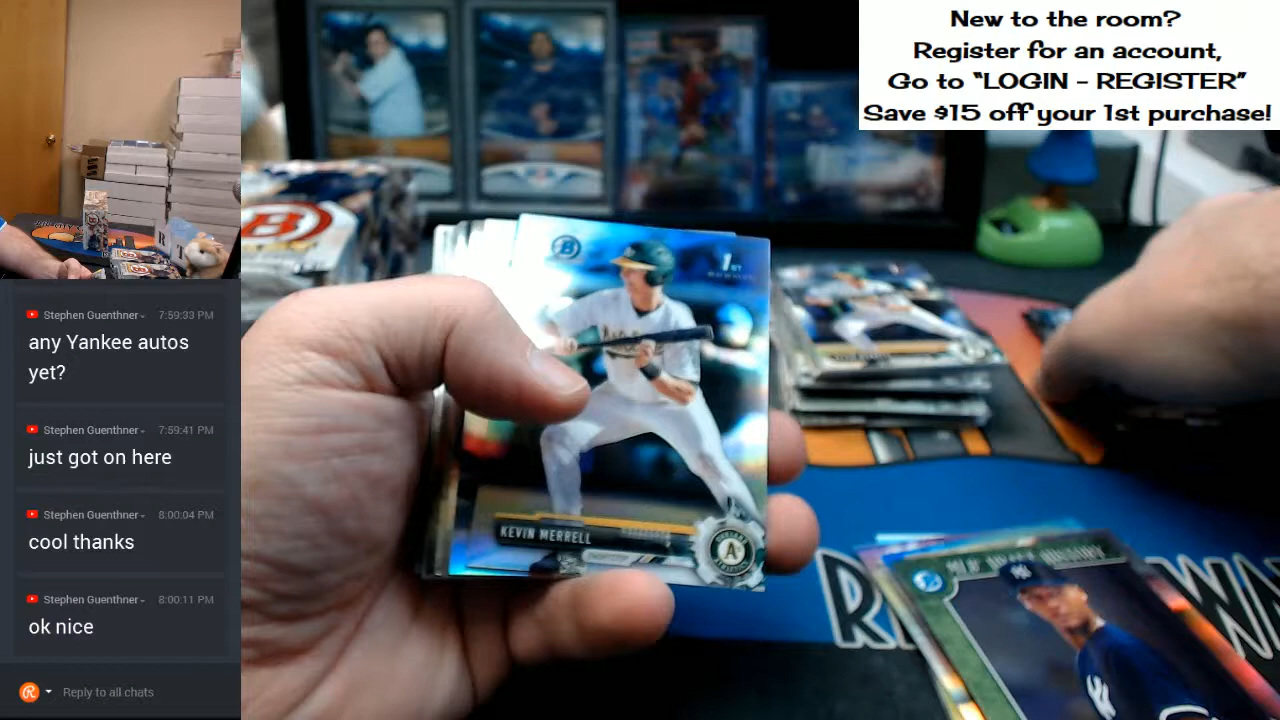 New to the room?
Register for an account,
Go to "LOGIN - REGISTER"
Save $15 off your 1st purchase!
Stephen Guenthner 7:59:33 PM
any Yankee autos
yet?
Stephen Guenthner 7:59:41 PM
just got on here
Stephen Guenthner 8:00:04 PM
cool thanks
Stephen Guenthner 8:00:11 PM
ok nice
Reply to all chats
B
1ST
KEVIN MERRELL
A